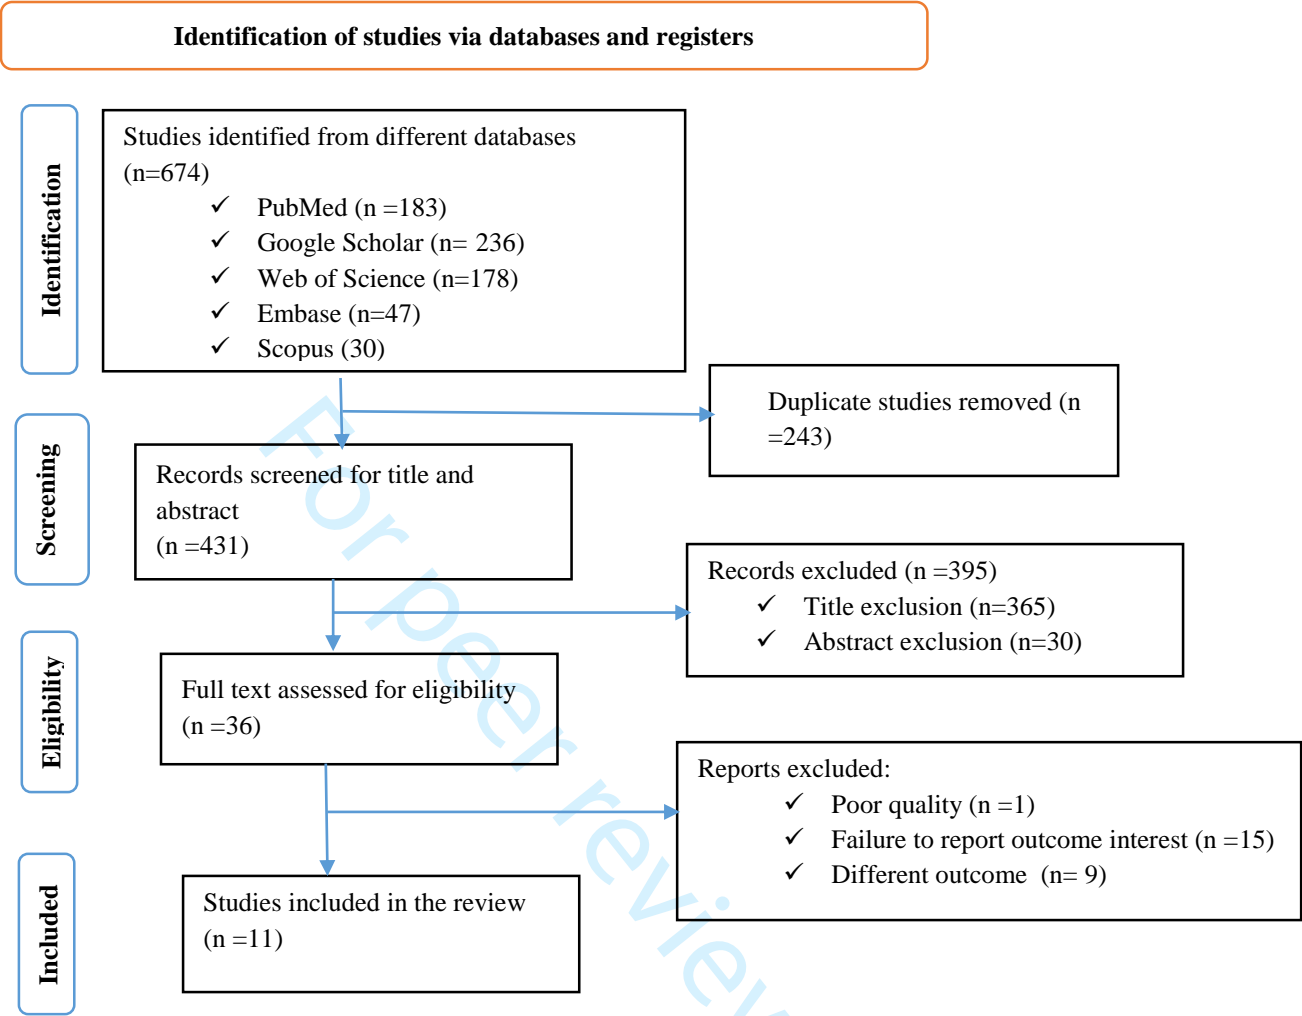 Identification of studies via databases and registers
Identification
Studies identified from different databases
(n=674)
✓ PubMed (n =183)
✓ Google Scholar (n= 236)
✓ Web of Science (n=178)
✓ Embase (n=47)
✓ Scopus (30)
Duplicate studies removed (n
=243)
Screening
Records screened for title and
abstract
(n =431)
Records excluded (n =395)
✓ Title exclusion (n=365)
✓ Abstract exclusion (n=30)
Eligibility
Full text assessed for eligibility
(n =36)
Reports excluded:
✓ Poor quality (n =1)
✓ Failure to report outcome interest (n =15)
✓ Different outcome (n= 9)
Included
Studies included in the review
(n =11)
For peer review